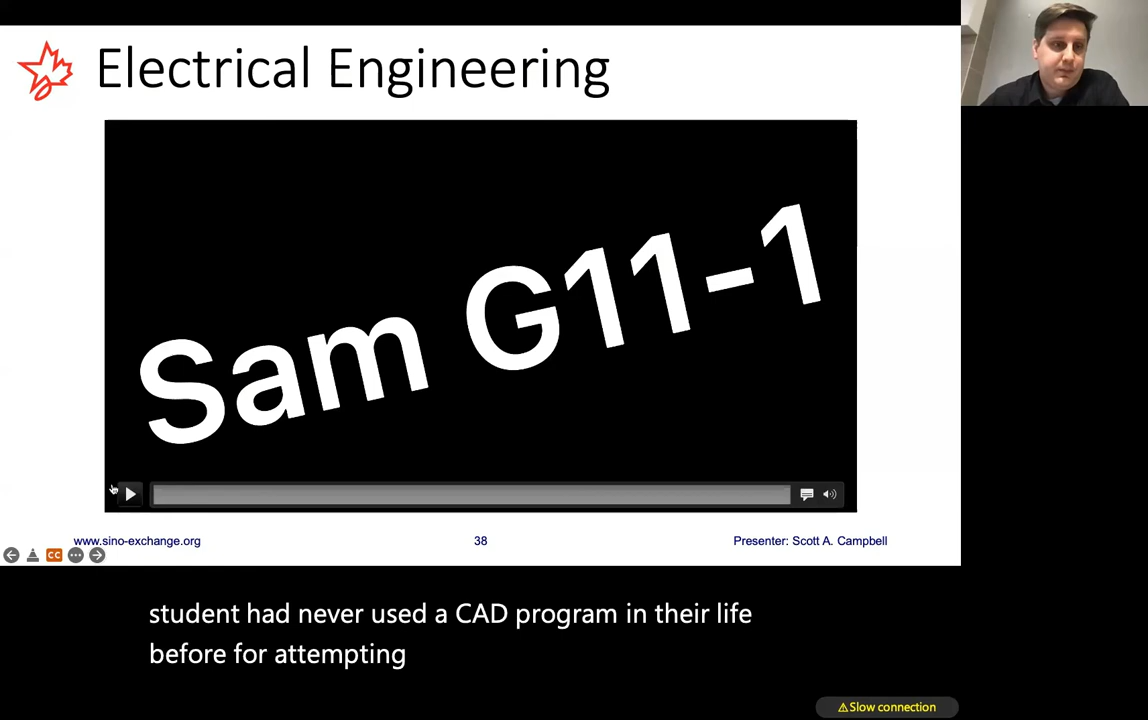 Electrical Engineering
Sam G11-1
www.sino-exchange.org
38
Presenter: Scott A. Campbell
CC
student had never used a CAD program in their life
before for attempting
⚠Slow connection